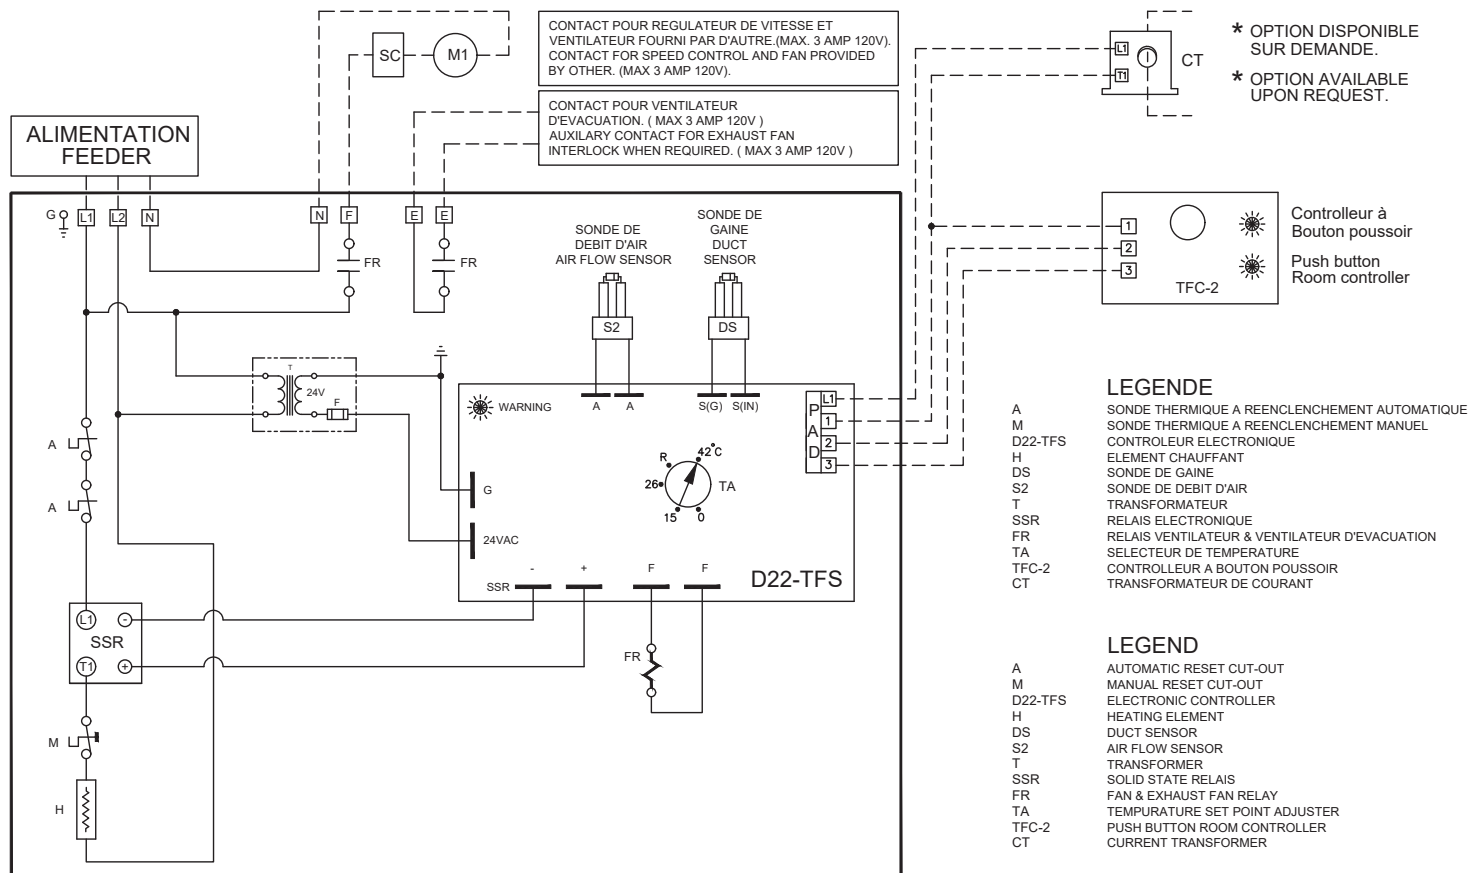 CONTACT POUR REGULATEUR DE VITESSE ET
VENTILATEUR FOURNI PAR D'AUTRE.(MAX. 3 AMP 120V).
CONTACT FOR SPEED CONTROL AND FAN PROVIDED
BY OTHER. (MAX 3 AMP 120V).
SC
M1
L1
T1
CT
* OPTION DISPONIBLE
SUR DEMANDE.
* OPTION AVAILABLE
UPON REQUEST.
CONTACT POUR VENTILATEUR
D'EVACUATION. ( MAX 3 AMP 120V )
AUXILARY CONTACT FOR EXHAUST FAN
INTERLOCK WHEN REQUIRED. ( MAX 3 AMP 120V )
ALIMENTATION
FEEDER
G
L1
L2
N
N
F
E
E
FR
FR
SONDE DE
DEBIT D'AIR
AIR FLOW SENSOR
S2
SONDE DE
GAINE
DUCT
SENSOR
DS
1
2
3
TFC-2
Controlleur à
Bouton poussoir
Push button
Room controller
T
24V
F
WARNING
A
A
S(G)
S(IN)
P
A
D
L1
1
2
3
R
42°C
26
15
0
TA
G
24VAC
SSR
-
+
F
F
D22-TFS
A
A
L1
-
SSR
T1
+
FR
M
H
LEGENDE
A SONDE THERMIQUE A REENCLENCHEMENT AUTOMATIQUE
M SONDE THERMIQUE A REENCLENCHEMENT MANUEL
D22-TFS CONTROLEUR ELECTRONIQUE
H ELEMENT CHAUFFANT
DS SONDE DE GAINE
S2 SONDE DE DEBIT D'AIR
T TRANSFORMATEUR
SSR RELAIS ELECTRONIQUE
FR RELAIS VENTILATEUR & VENTILATEUR D'EVACUATION
TA SELECTEUR DE TEMPERATURE
TFC-2 CONTROLLEUR A BOUTON POUSSOIR
CT TRANSFORMATEUR DE COURANT
LEGEND
A AUTOMATIC RESET CUT-OUT
M MANUAL RESET CUT-OUT
D22-TFS ELECTRONIC CONTROLLER
H HEATING ELEMENT
DS DUCT SENSOR
S2 AIR FLOW SENSOR
T TRANSFORMER
SSR SOLID STATE RELAIS
FR FAN & EXHAUST FAN RELAY
TA TEMPURATURE SET POINT ADJUSTER
TFC-2 PUSH BUTTON ROOM CONTROLLER
CT CURRENT TRANSFORMER